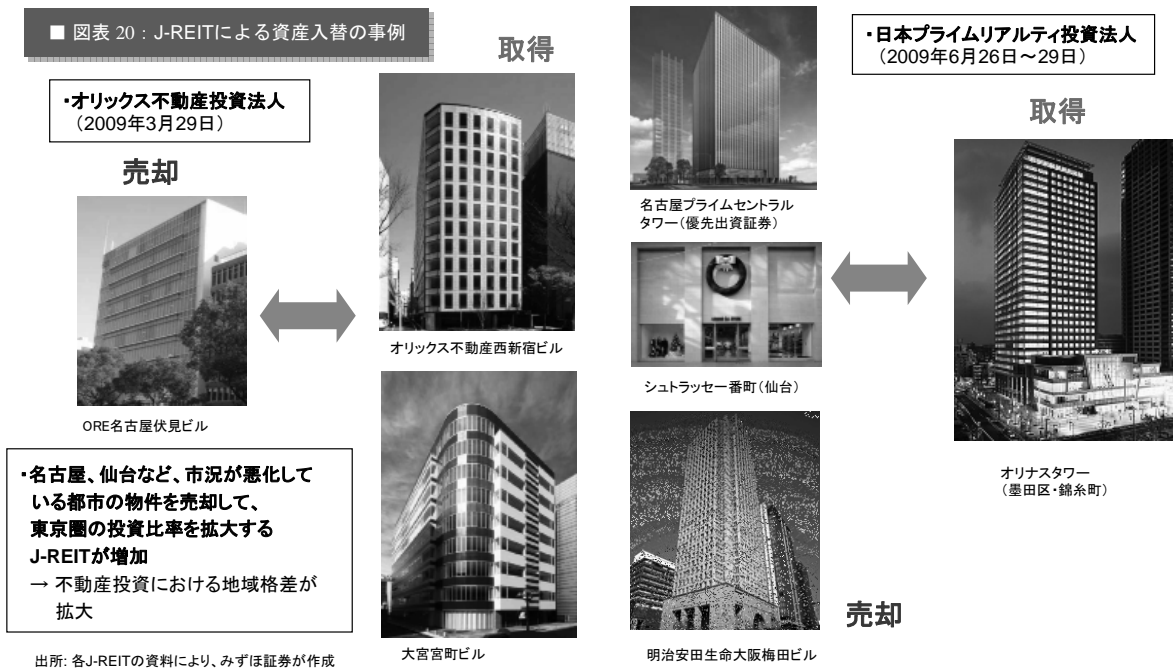 ■ 図表 20：J-REITによる資産入替の事例
・オリックス不動産投資法人
（2009年3月29日）
売却
ORE名古屋伏見ビル
取得
オリックス不動産西新宿ビル
大宮宮町ビル
・名古屋、仙台など、市況が悪化して
いる都市の物件を売却して、
東京圏の投資比率を拡大する
J-REITが増加
→ 不動産投資における地域格差が
拡大
出所: 各J-REITの資料により、みずほ証券が作成
・日本プライムリアルティ投資法人
（2009年6月26日～29日）
名古屋プライムセントラル
タワー（優先出資証券）
シュトラッセ一番町（仙台）
明治安田生命大阪梅田ビル
売却
取得
オリナスタワー
（墨田区・錦糸町）